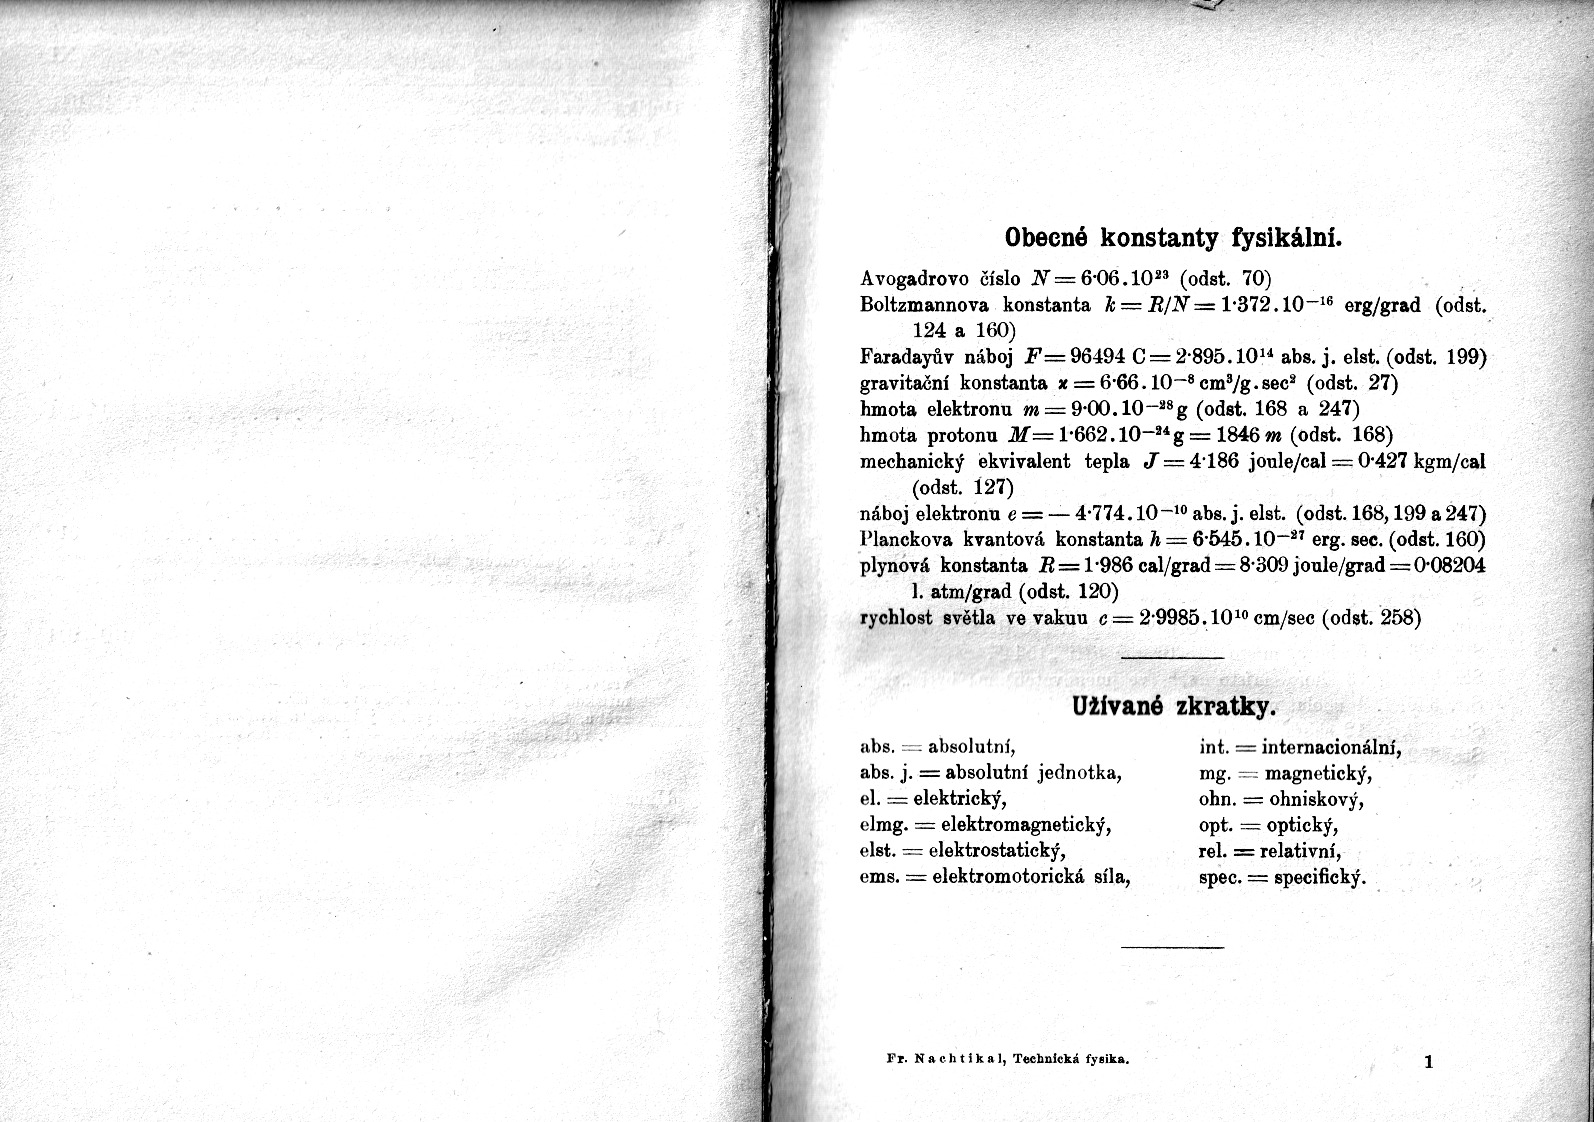 Obecné konstanty fysikální.
Avogadrovo číslo N = 6·06.10²³ (odst. 70)
Boltzmannova konstanta k = R/N = 1·372.10—¹⁶ erg/grad (odst.
124 a 160)
Faradayův náboj F = 96494 C = 2·895.10¹⁴ abs. j. elst. (odst. 199)
gravitační konstanta ϰ = 6·66.10—⁸ cm³/g.sec² (odst. 27)
hmota elektronu m = 9·00.10—²⁸ g (odst. 168 a 247)
hmota protonu M = 1·662.10—²⁴ g = 1846 m (odst. 168)
mechanický ekvivalent tepla J = 4·186 joule/cal = 0·427 kgm/cal
(odst. 127)
náboj elektronu e = — 4·774.10—¹⁰ abs. j. elst. (odst. 168, 199 a 247)
Planckova kvantová konstanta h = 6·545.10—²⁷ erg. sec. (odst. 160)
plynová konstanta R = 1·986 cal/grad = 8·309 joule/grad = 0·08204
l. atm/grad (odst. 120)
rychlost světla ve vakuu c = 2·9985.10¹⁰ cm/sec (odst. 258)
Užívané zkratky.
abs. = absolutní,
abs. j. = absolutní jednotka,
el. = elektrický,
elmg. = elektromagnetický,
elst. = elektrostatický,
ems. = elektromotorická síla,
int. = internacionální,
mg. = magnetický,
ohn. = ohniskový,
opt. = optický,
rel. = relativní,
spec. = specifický.
Fr. Nachtikal, Technická fysika.
1